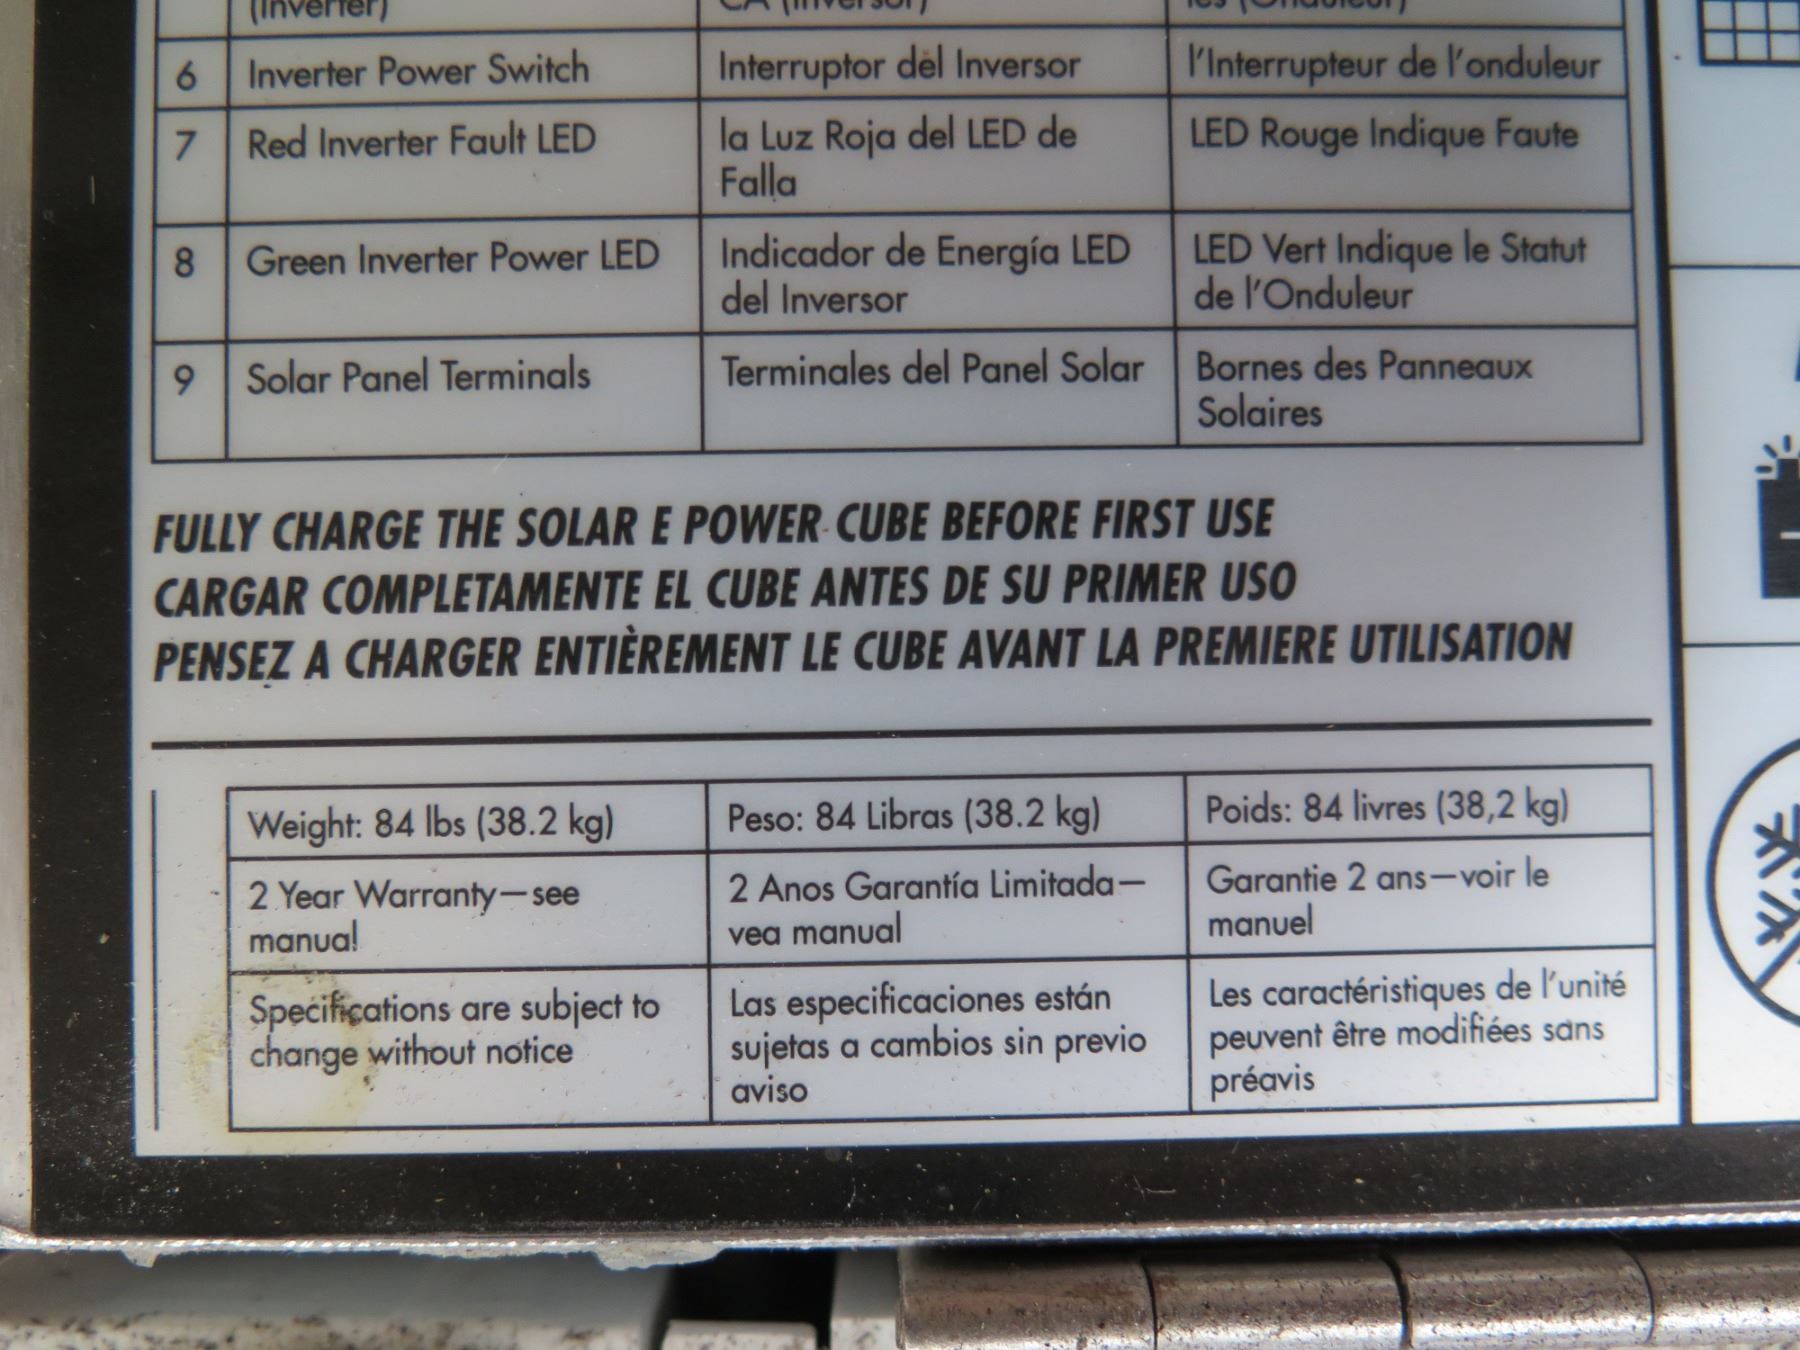 (Inverter)
CA (Inversor)
les (Onduleur)
6 Inverter Power Switch
Interruptor del Inversor
l'Interrupteur de l'onduleur
7 Red Inverter Fault LED
la Luz Roja del LED de
Falla
LED Rouge Indique Faute
8 Green Inverter Power LED
Indicador de Energía LED
del Inversor
LED Vert Indique le Statut
de l'Onduleur
9 Solar Panel Terminals
Terminales del Panel Solar
Bornes des Panneaux
Solaires
FULLY CHARGE THE SOLAR E POWER CUBE BEFORE FIRST USE
CARGAR COMPLETAMENTE EL CUBE ANTES DE SU PRIMER USO
PENSEZ A CHARGER ENTIÈREMENT LE CUBE AVANT LA PREMIERE UTILISATION
Weight: 84 lbs (38.2 kg)
Peso: 84 Libras (38.2 kg)
Poids: 84 livres (38,2 kg)
2 Year Warranty—see
manual
2 Anos Garantía Limitada—
vea manual
Garantie 2 ans—voir le
manuel
Specifications are subject to
change without notice
Las especificaciones están
sujetas a cambios sin previo
aviso
Les caractéristiques de l'unité
peuvent être modifiées sans
préavis